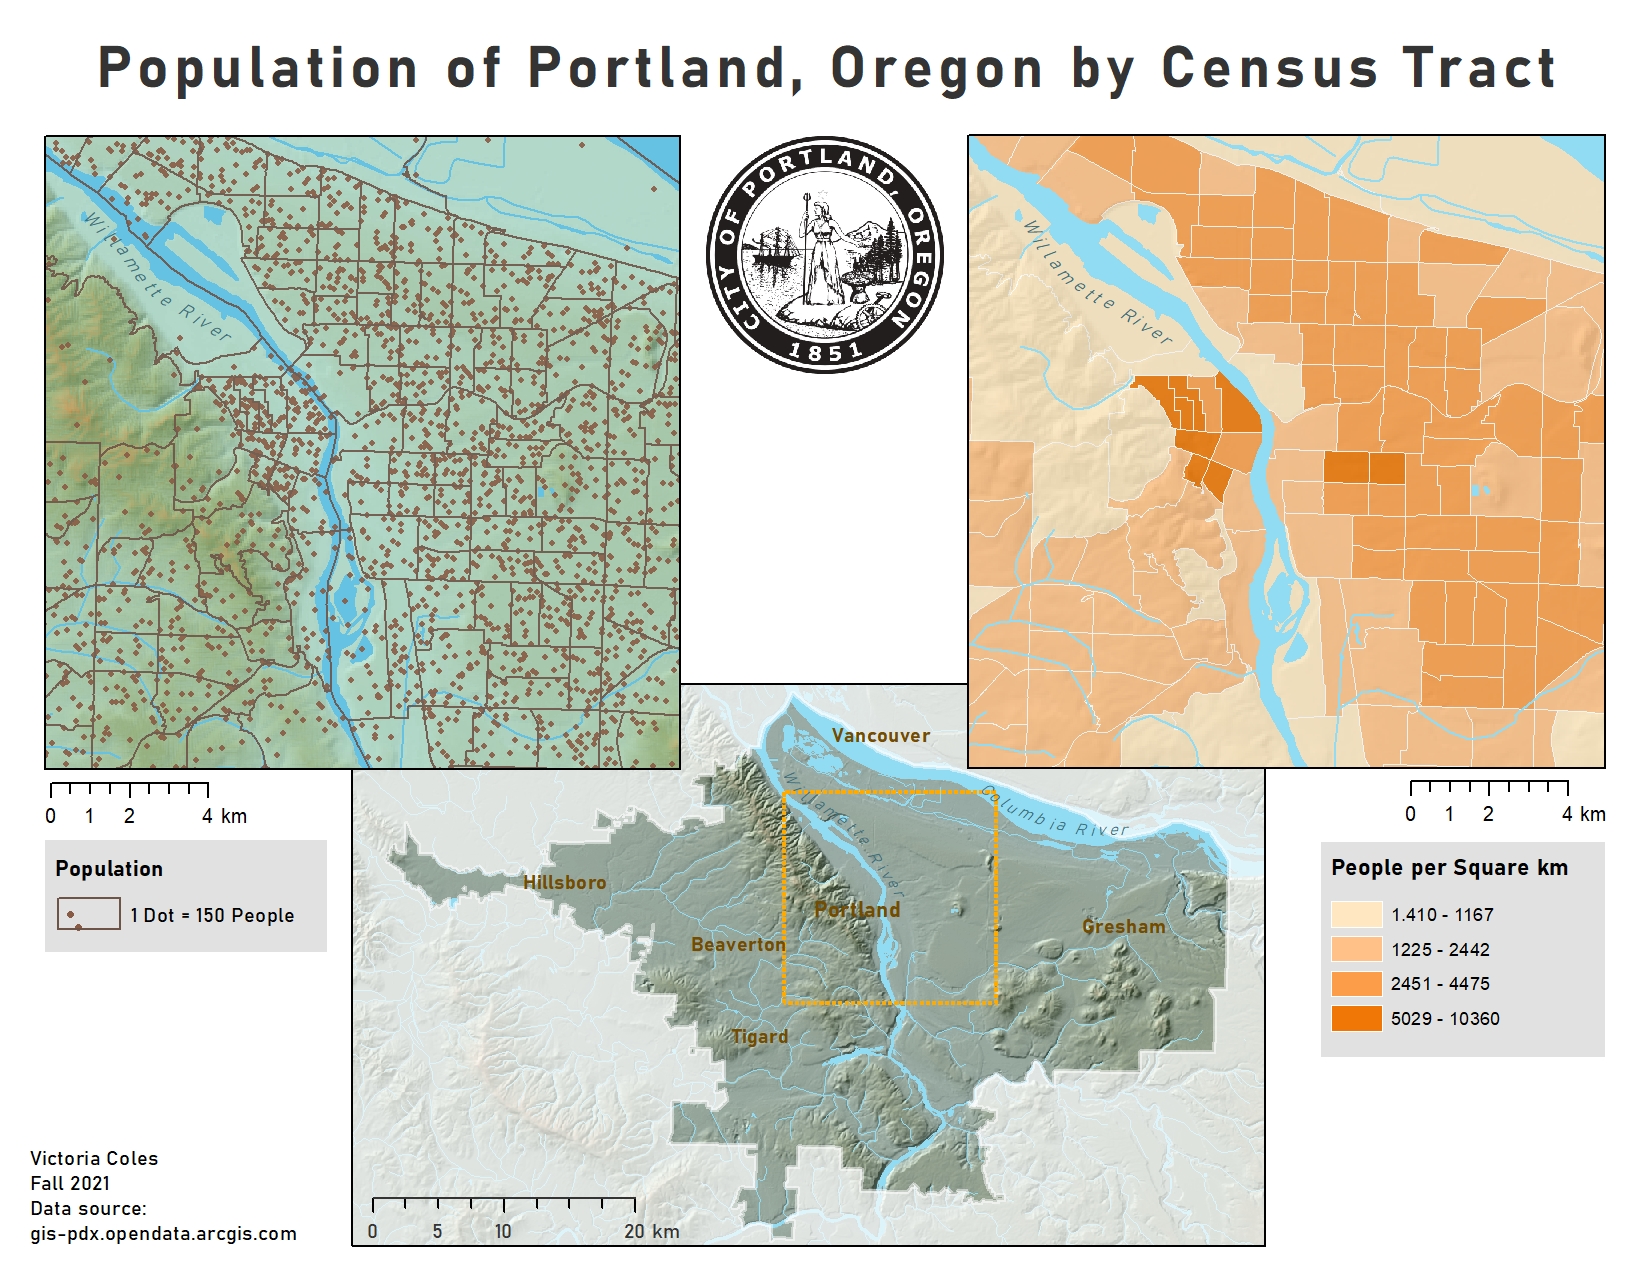 Population of Portland, Oregon by Census Tract
Willamette River
CITY OF PORTLAND, OREGON
1851
Willamette River
0 1 2 4 km
Population
1 Dot = 150 People
Vancouver
Columbia River
Willamette River
Hillsboro
Portland
Gresham
Beaverton
Tigard
0 5 10 20 km
0 1 2 4 km
People per Square km
1.410 - 1167
1225 - 2442
2451 - 4475
5029 - 10360
Victoria Coles
Fall 2021
Data source:
gis-pdx.opendata.arcgis.com